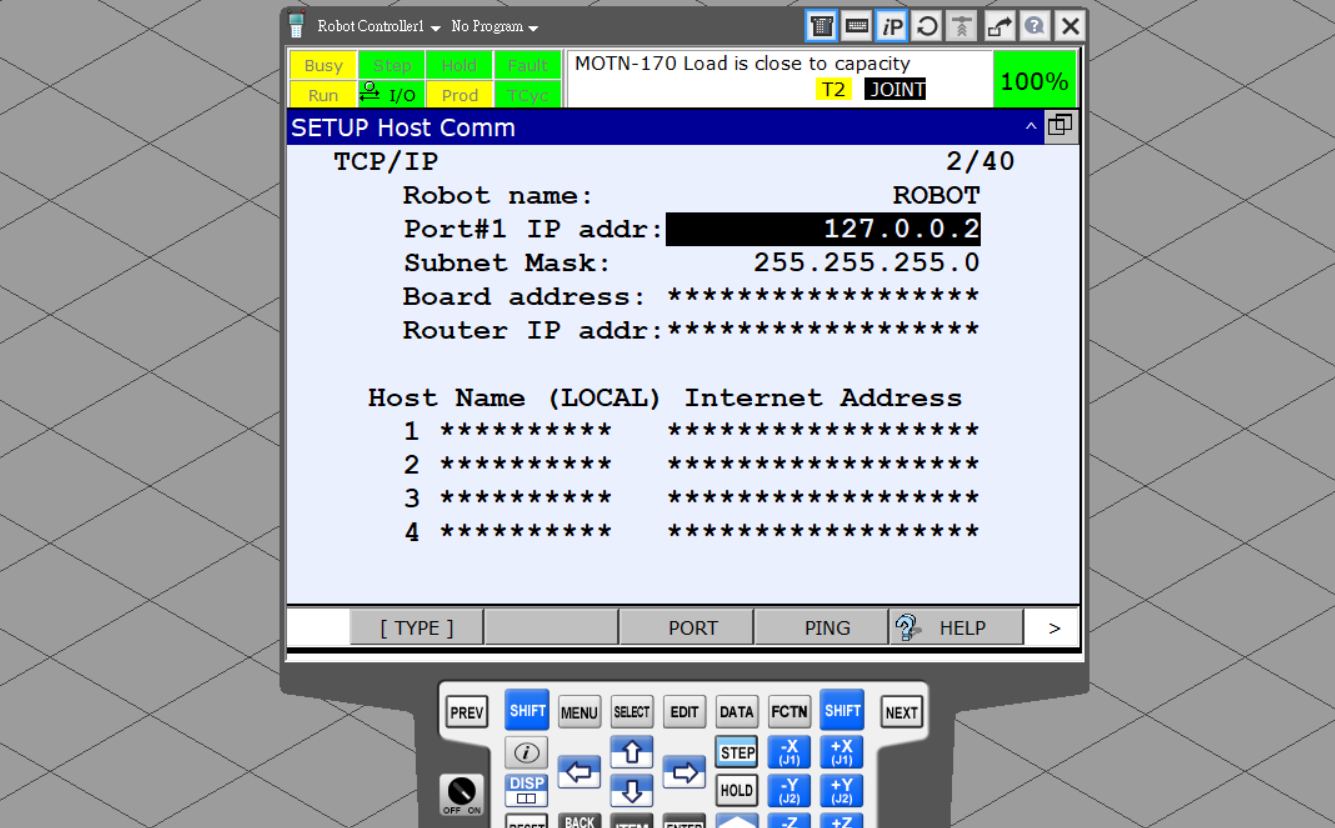 Robot Controller1 No Program
iP
Busy Step Hold Fault
Run I/O Prod TCyc
MOTN-170 Load is close to capacity
T2 JOINT
100%
SETUP Host Comm
TCP/IP 2/40
Robot name: ROBOT
Port#1 IP addr: 127.0.0.2
Subnet Mask: 255.255.255.0
Board address: ******************
Router IP addr:******************
Host Name (LOCAL) Internet Address
1 ********** ******************
2 ********** ******************
3 ********** ******************
4 ********** ******************
[ TYPE ] PORT PING HELP >
PREV SHIFT MENU SELECT EDIT DATA FCTN SHIFT NEXT
i STEP -X (J1) +X (J1)
DISP HOLD -Y (J2) +Y (J2)
OFF ON
RESET BACK ITEM ENTER -Z +Z